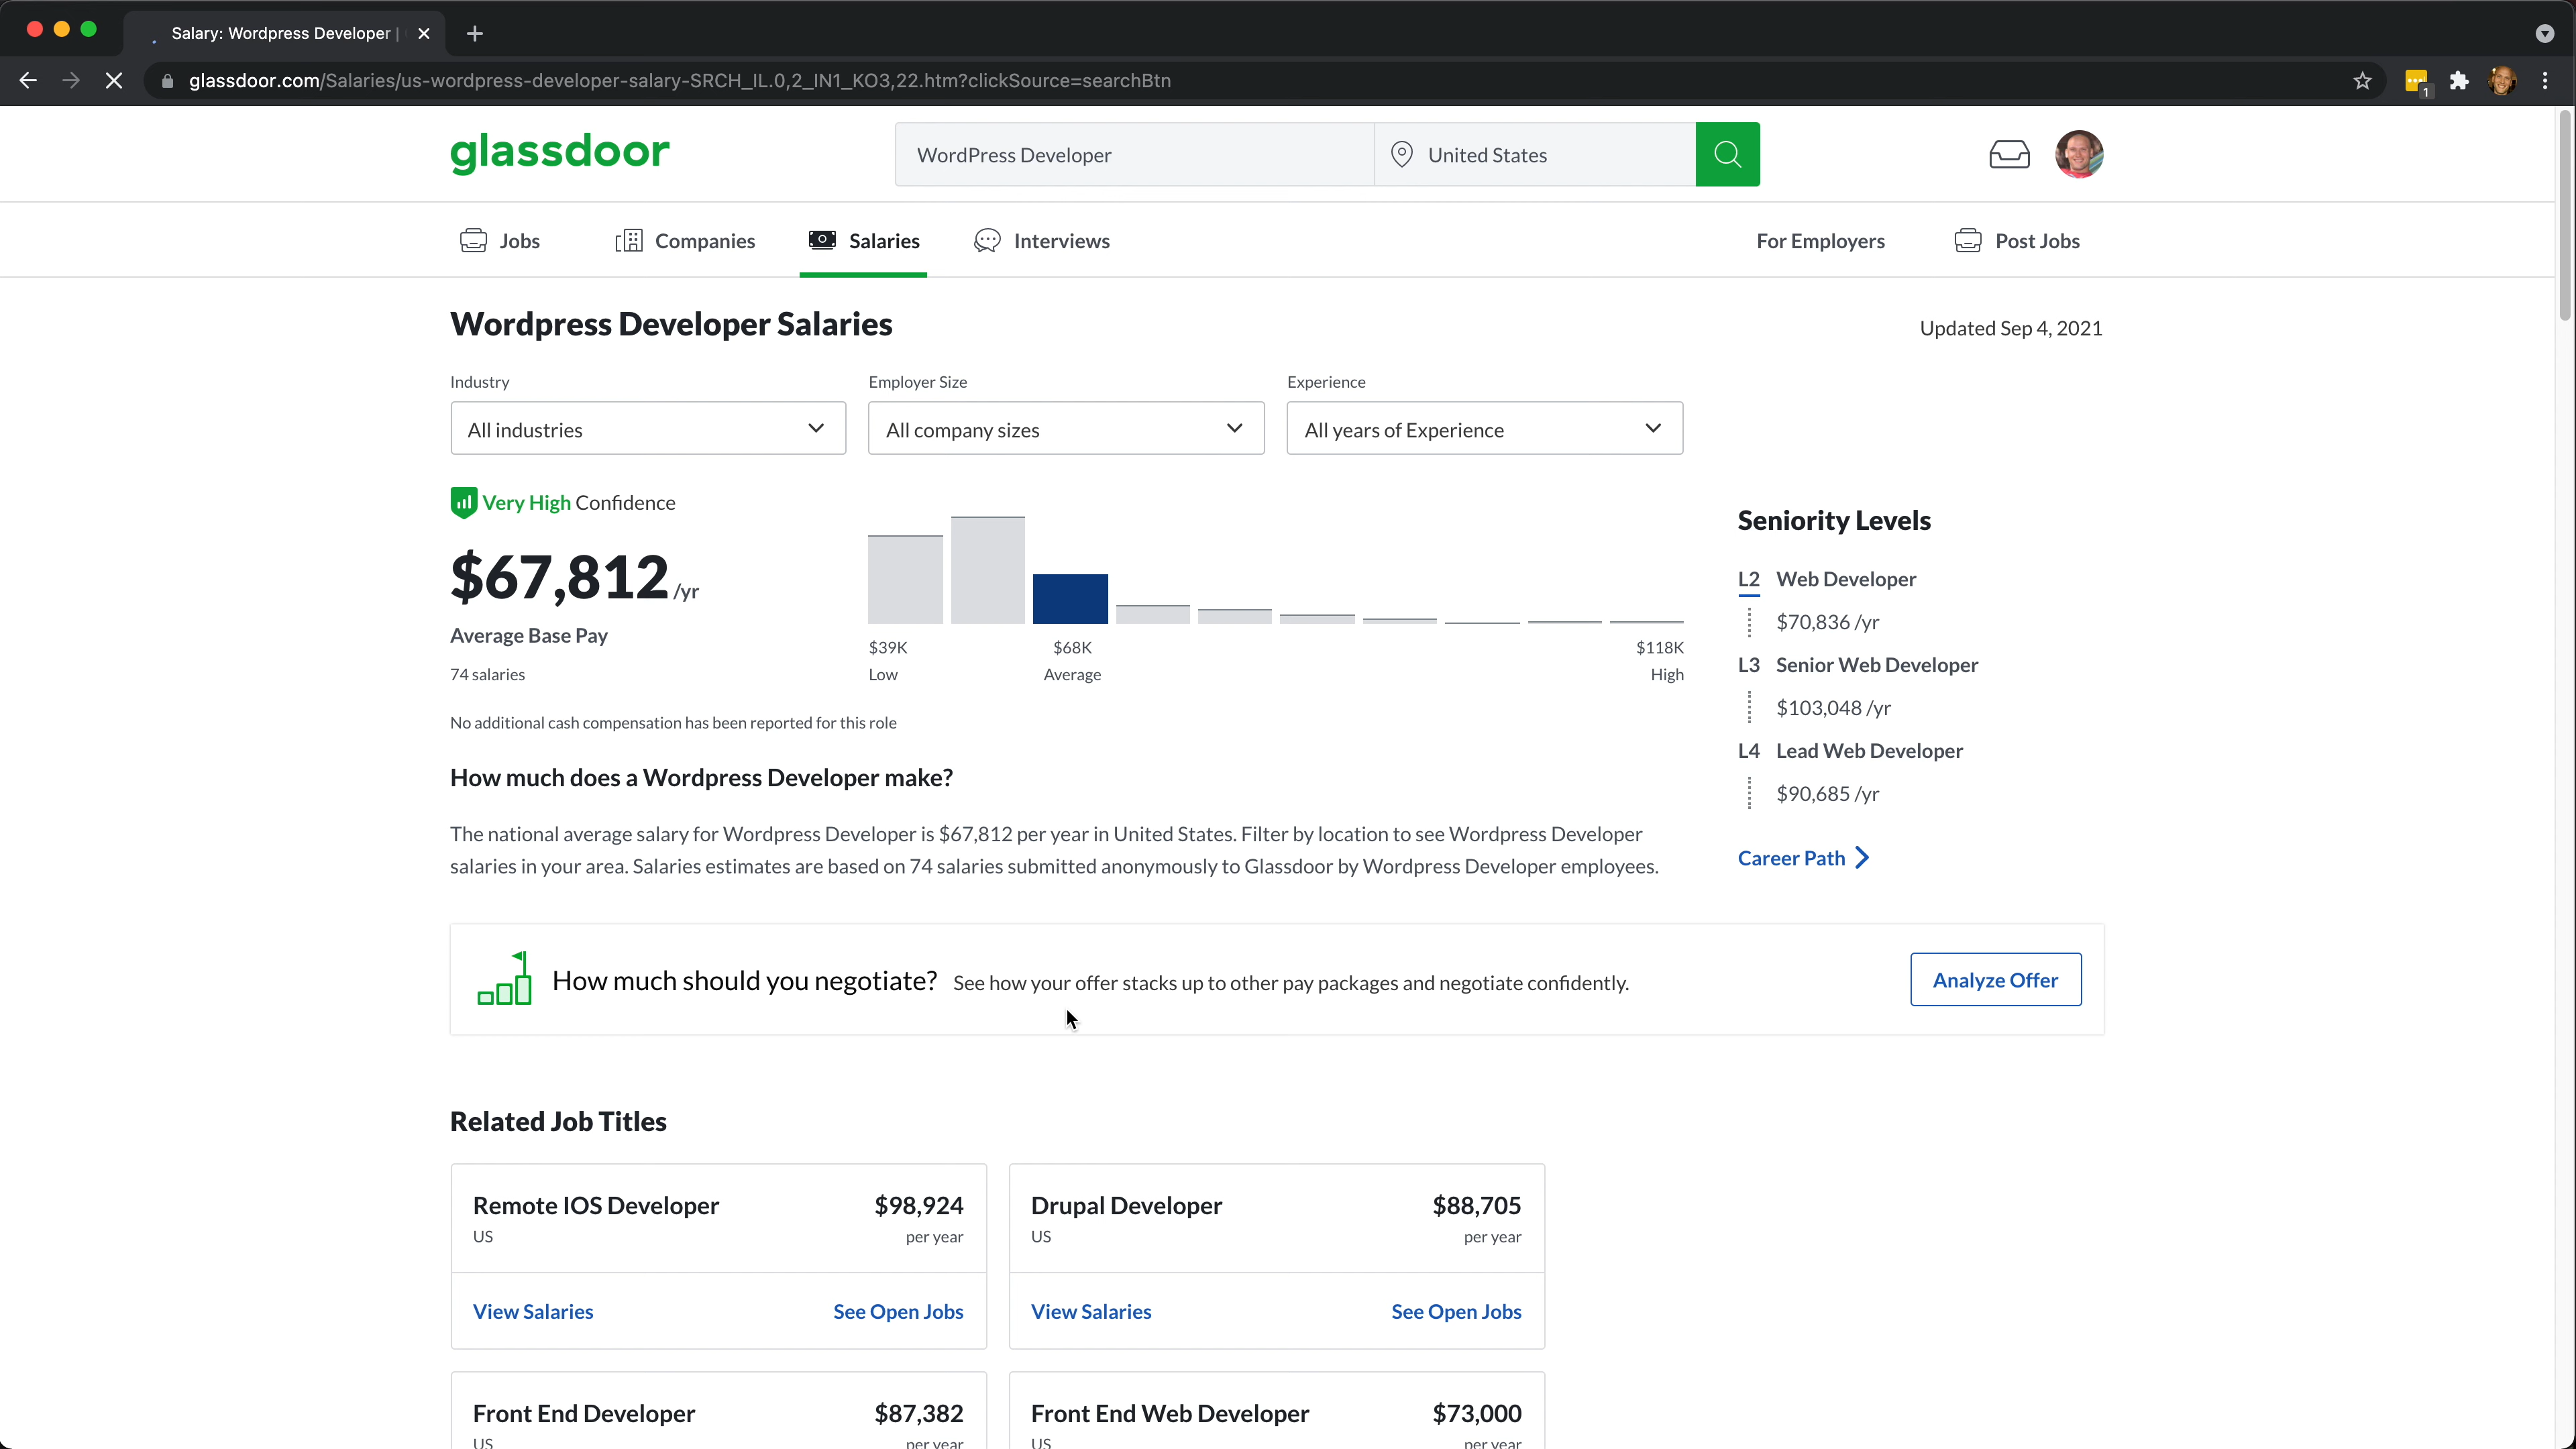 Salary: Wordpress Developer |
glassdoor.com/Salaries/us-wordpress-developer-salary-SRCH_IL.0,2_IN1_KO3,22.htm?clickSource=searchBtn
1
glassdoor
WordPress Developer
United States
Jobs
Companies
Salaries
Interviews
For Employers
Post Jobs
Wordpress Developer Salaries
Updated Sep 4, 2021
Industry
Employer Size
Experience
All industries
All company sizes
All years of Experience
Very High Confidence
$67,812 /yr
Average Base Pay
74 salaries
$39K
Low
$68K
Average
$118K
High
No additional cash compensation has been reported for this role
Seniority Levels
L2 Web Developer
$70,836 /yr
L3 Senior Web Developer
$103,048 /yr
L4 Lead Web Developer
$90,685 /yr
Career Path
How much does a Wordpress Developer make?
The national average salary for Wordpress Developer is $67,812 per year in United States. Filter by location to see Wordpress Developer
salaries in your area. Salaries estimates are based on 74 salaries submitted anonymously to Glassdoor by Wordpress Developer employees.
How much should you negotiate? See how your offer stacks up to other pay packages and negotiate confidently.
Analyze Offer
Related Job Titles
Remote IOS Developer
$98,924
US
per year
View Salaries
See Open Jobs
Drupal Developer
$88,705
US
per year
View Salaries
See Open Jobs
Front End Developer
$87,382
US
per year
Front End Web Developer
$73,000
US
per year